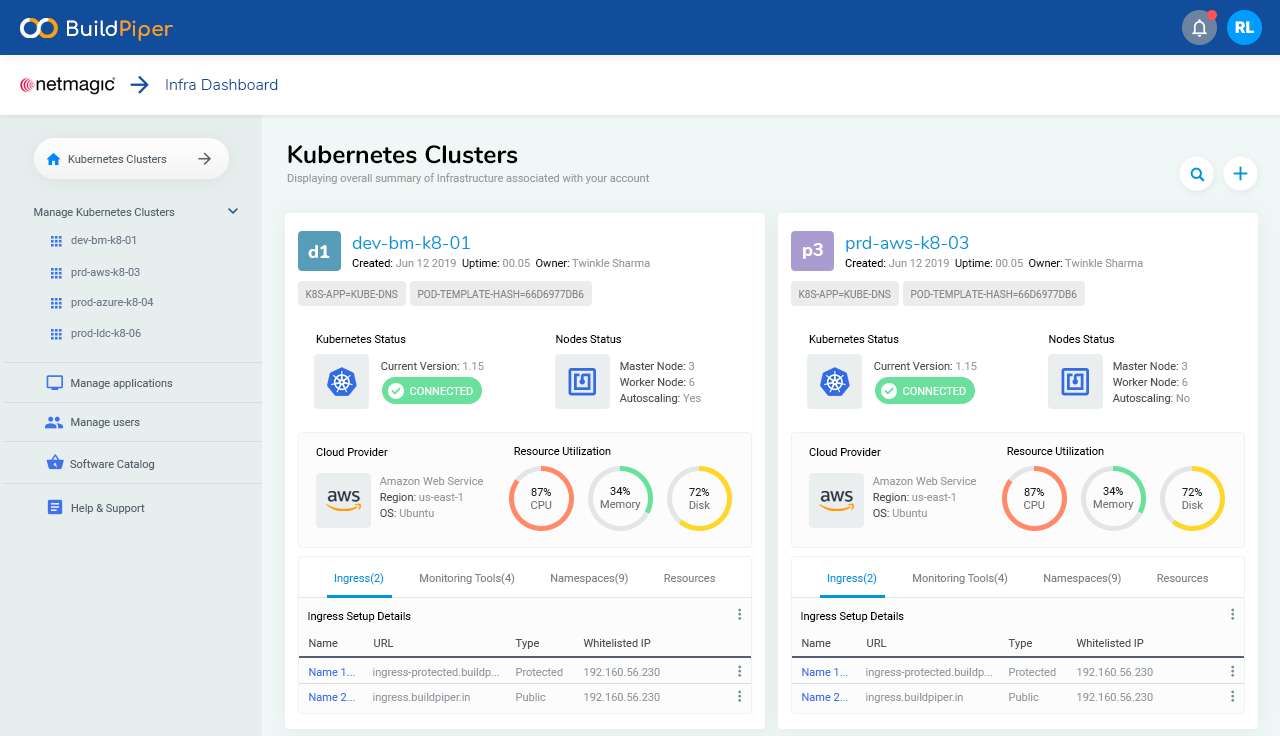 BuildPiper
RL
netmagic
Infra Dashboard
Kubernetes Clusters
Manage Kubernetes Clusters
dev-bm-k8-01
prd-aws-k8-03
prod-azure-k8-04
prod-ldc-k8-06
Manage applications
Manage users
Software Catalog
Help & Support
Kubernetes Clusters
Displaying overall summary of Infrastructure associated with your account
d1
dev-bm-k8-01
Created: Jun 12 2019 Uptime: 00.05 Owner: Twinkle Sharma
K8S-APP=KUBE-DNS POD-TEMPLATE-HASH=66D6977DB6
Kubernetes Status
Current Version: 1.15
CONNECTED
Nodes Status
Master Node: 3
Worker Node: 6
Autoscaling: Yes
Cloud Provider
aws
Amazon Web Service
Region: us-east-1
OS: Ubuntu
Resource Utilization
87%
CPU
34%
Memory
72%
Disk
Ingress(2) Monitoring Tools(4) Namespaces(9) Resources
Ingress Setup Details
Name URL Type Whitelisted IP
Name 1... ingress-protected.buildp... Protected 192.160.56.230
Name 2... ingress.buildpiper.in Public 192.160.56.230
p3
prd-aws-k8-03
Created: Jun 12 2019 Uptime: 00.05 Owner: Twinkle Sharma
K8S-APP=KUBE-DNS POD-TEMPLATE-HASH=66D6977DB6
Kubernetes Status
Current Version: 1.15
CONNECTED
Nodes Status
Master Node: 3
Worker Node: 6
Autoscaling: No
Cloud Provider
aws
Amazon Web Service
Region: us-east-1
OS: Ubuntu
Resource Utilization
87%
CPU
34%
Memory
72%
Disk
Ingress(2) Monitoring Tools(4) Namespaces(9) Resources
Ingress Setup Details
Name URL Type Whitelisted IP
Name 1... ingress-protected.buildp... Protected 192.160.56.230
Name 2... ingress.buildpiper.in Public 192.160.56.230